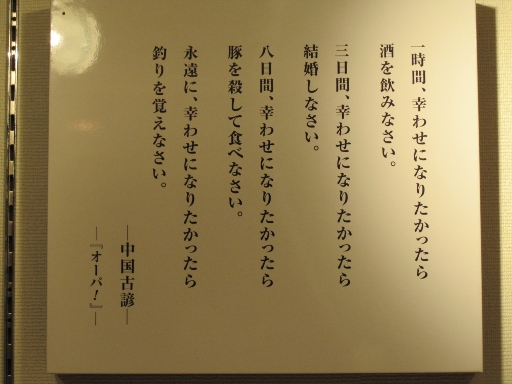 一時間、幸わせになりたかったら
酒を飲みなさい。
三日間、幸わせになりたかったら
結婚しなさい。
八日間、幸わせになりたかったら
豚を殺して食べなさい。
永遠に、幸わせになりたかったら
釣りを覚えなさい。
―中国古諺―
―『オーパ！』―